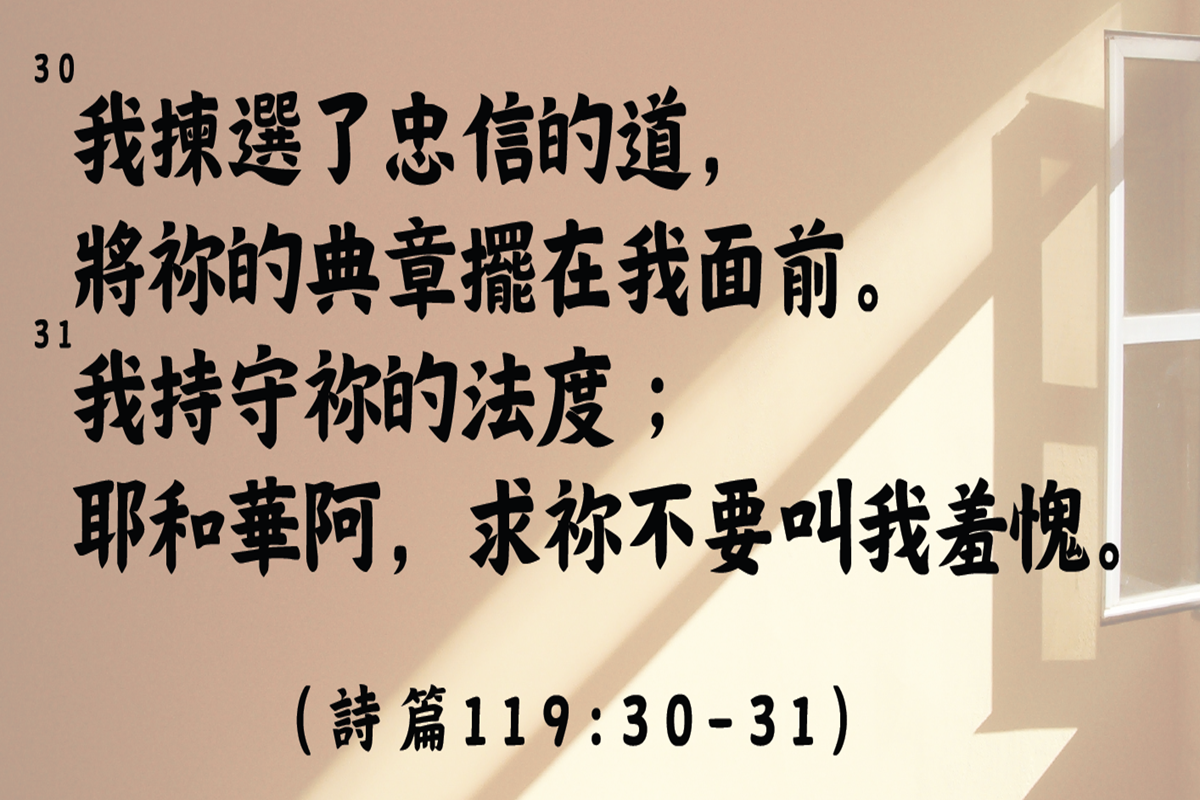 30
我揀選了忠信的道，
將祢的典章擺在我面前。
31
我持守祢的法度；
耶和華阿，求祢不要叫我羞愧。
(詩篇119:30-31)